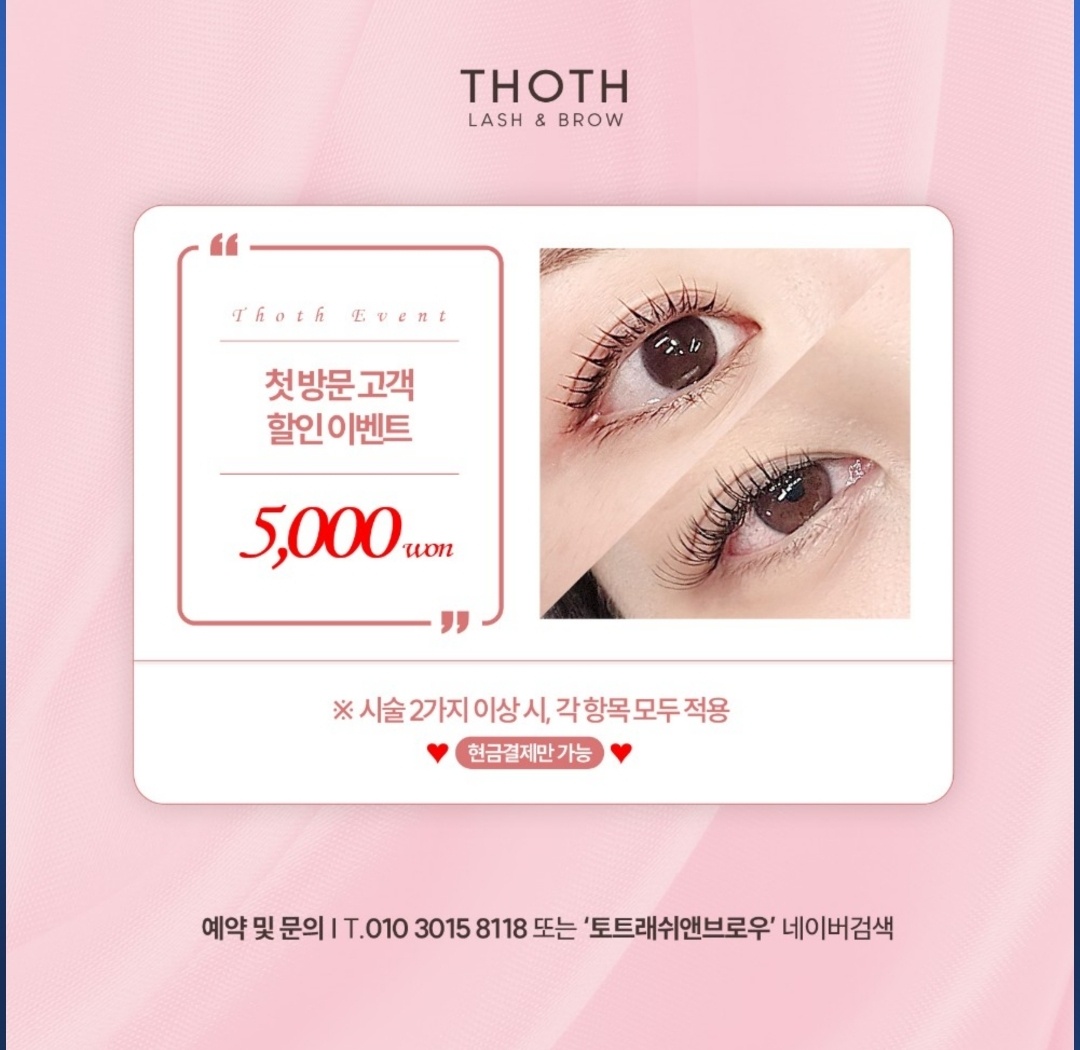 THOTH
LASH & BROW
“
Thoth Event
첫 방문 고객
할인 이벤트
5,000 won
”
※ 시술 2가지 이상 시, 각 항목 모두 적용
♥ 현금결제만 가능 ♥
예약 및 문의 I T.010 3015 8118 또는 ‘토트래쉬앤브로우’ 네이버검색